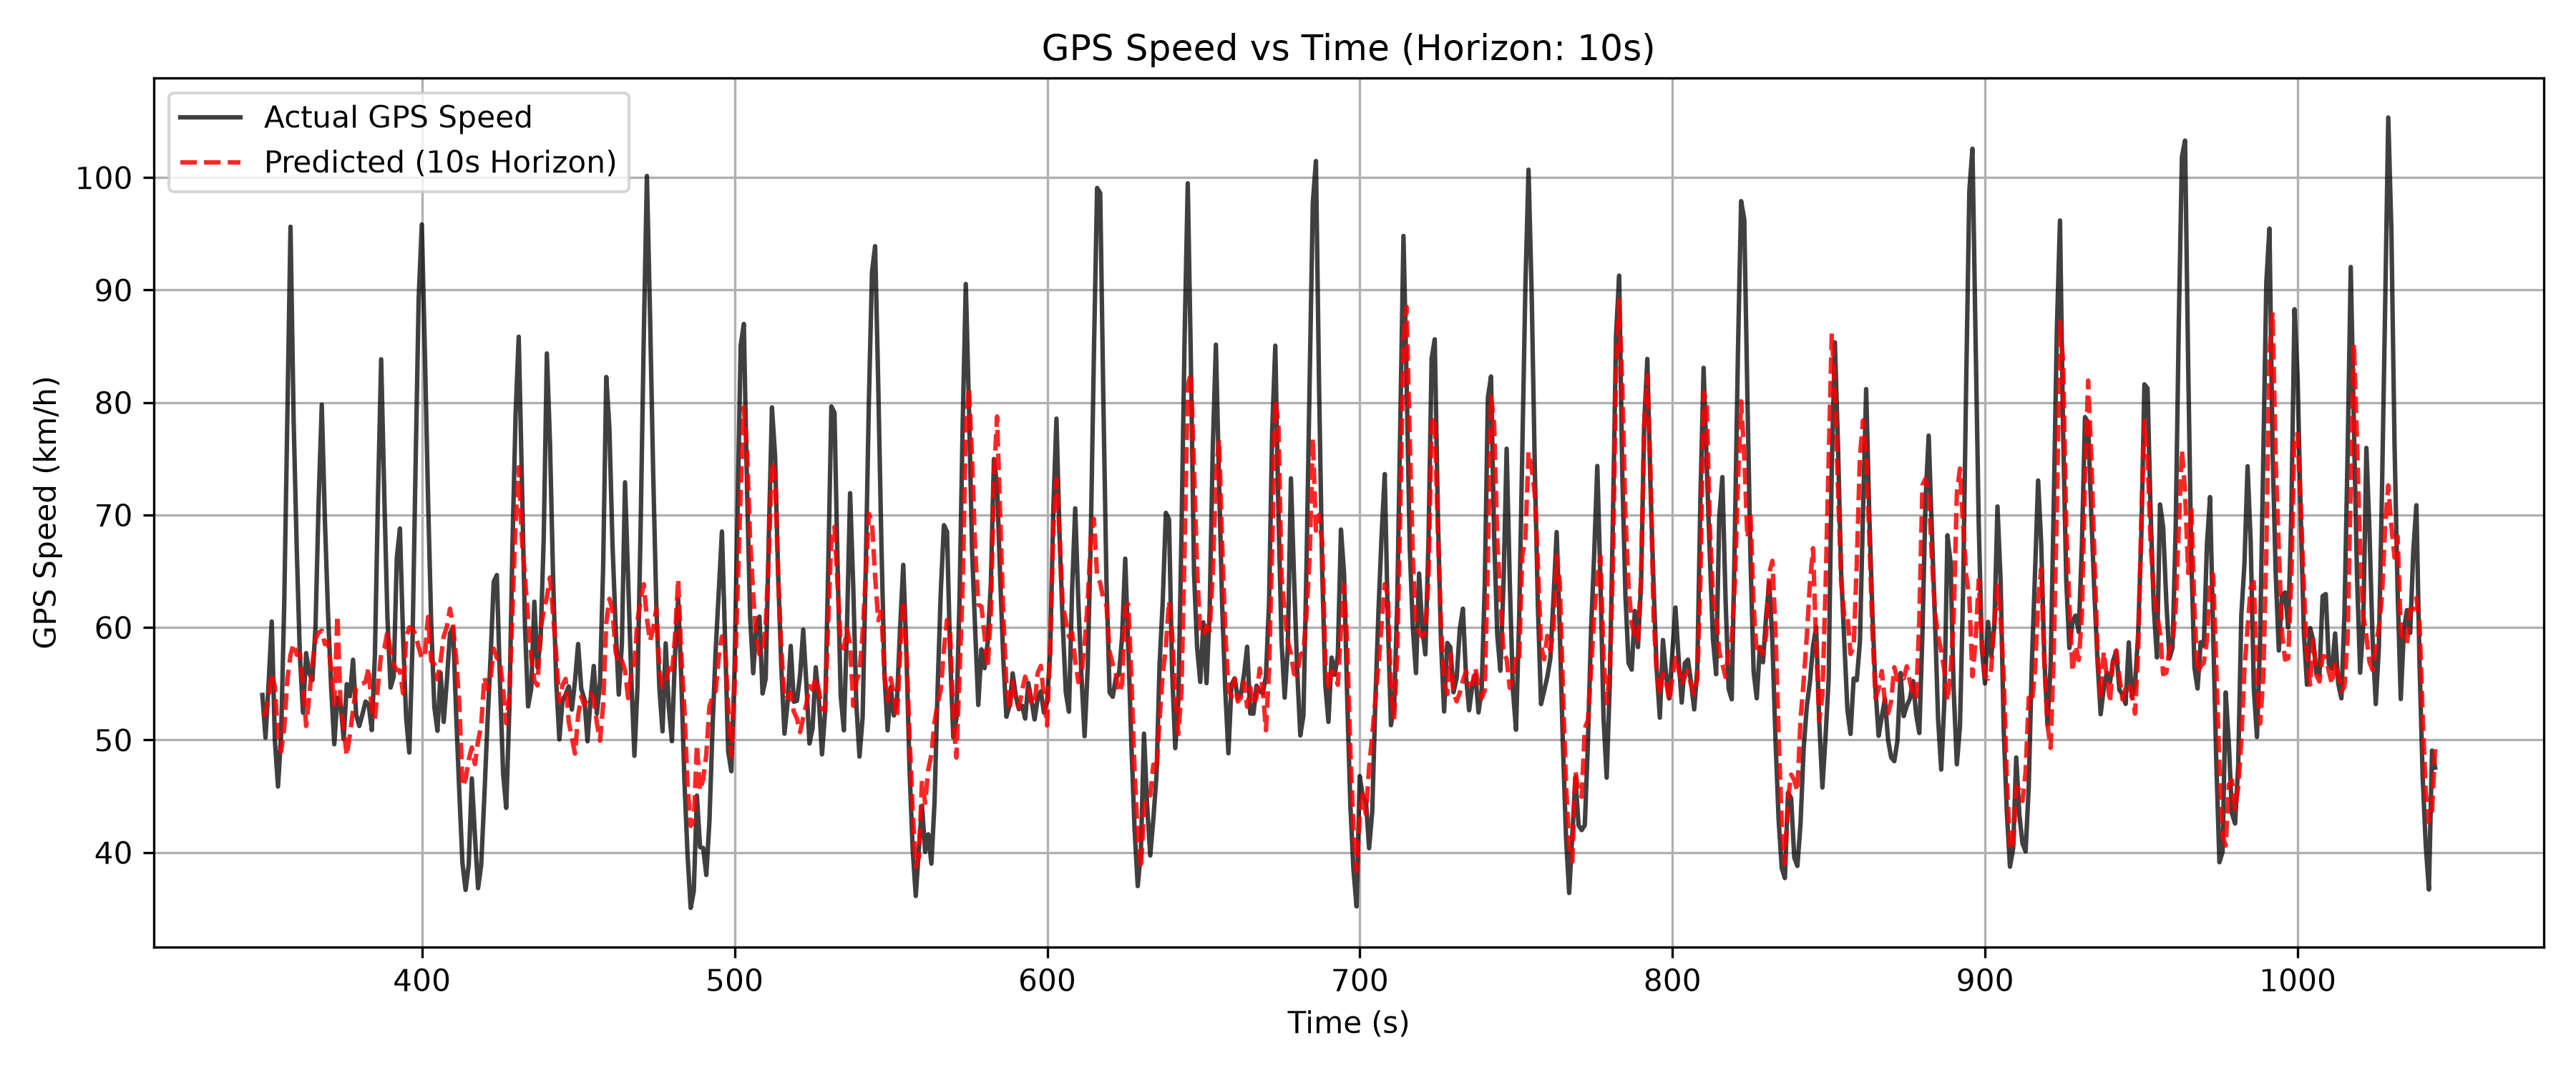 GPS Speed vs Time (Horizon: 10s)
Actual GPS Speed
Predicted (10s Horizon)
GPS Speed (km/h)
100
90
80
70
60
50
40
400 500 600 700 800 900 1000
Time (s)